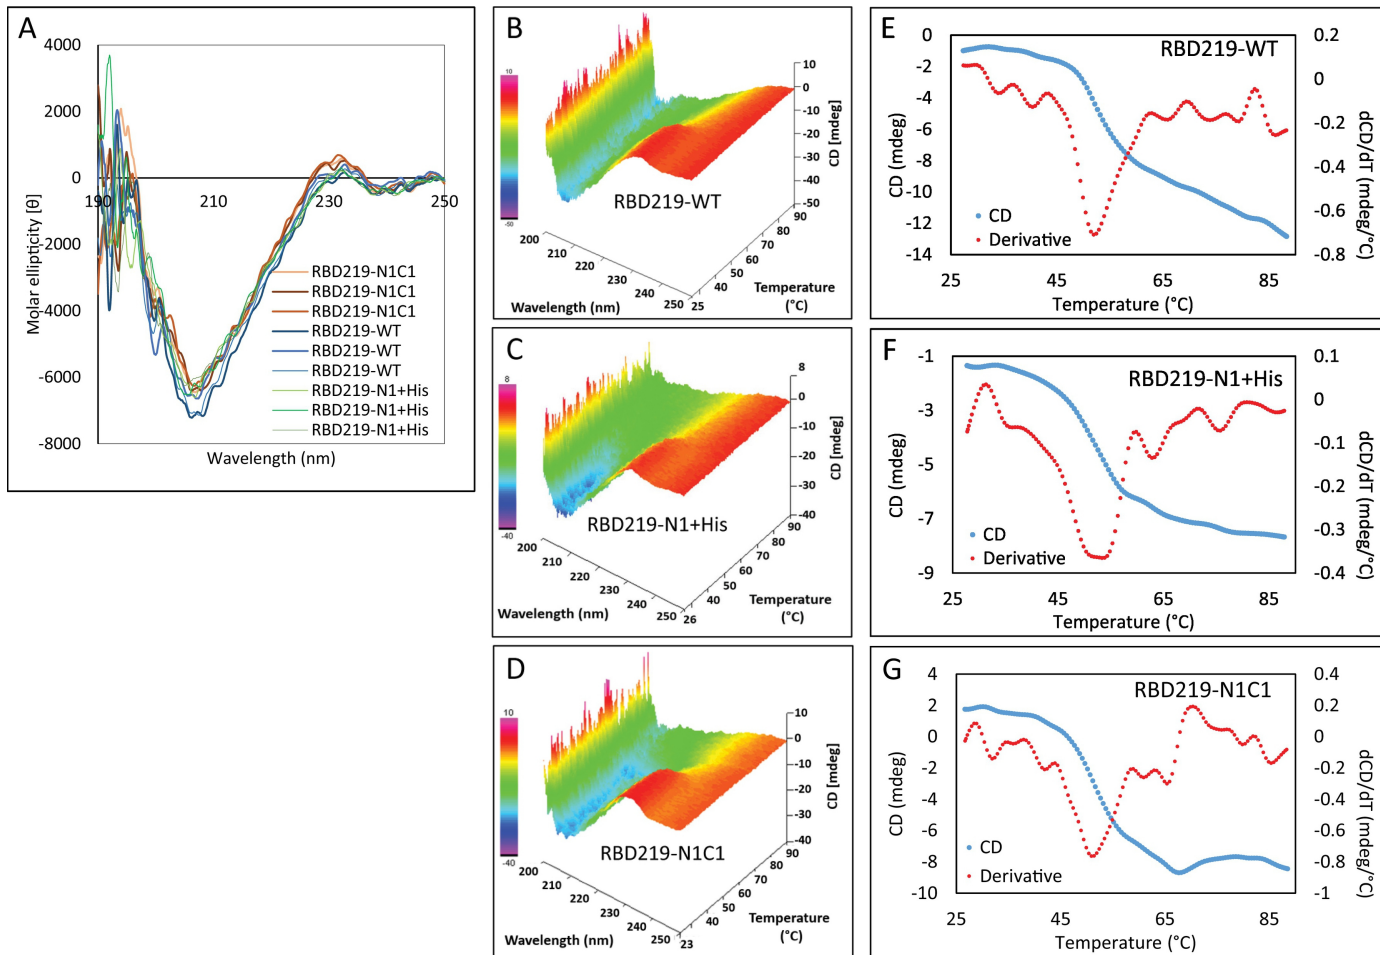 A
4000
2000
0
-2000
-4000
-6000
-8000
190
210
230
250
Molar ellipticity [θ]
Wavelength (nm)
RBD219-N1C1
RBD219-N1C1
RBD219-N1C1
RBD219-WT
RBD219-WT
RBD219-WT
RBD219-N1+His
RBD219-N1+His
RBD219-N1+His
B
10
-50
RBD219-WT
10
0
-10
-20
-30
-40
-50
CD [mdeg]
200
210
220
230
240
250
Wavelength (nm)
25
40
50
60
70
80
90
Temperature
(°C)
C
8
-40
RBD219-N1+His
8
0
-10
-20
-30
-40
CD [mdeg]
200
210
220
230
240
250
Wavelength (nm)
26
40
50
60
70
80
90
Temperature
(°C)
D
10
-40
RBD219-N1C1
10
0
-10
-20
-30
-40
CD [mdeg]
200
210
220
230
240
250
Wavelength (nm)
23
40
50
60
70
80
90
Temperature
(°C)
E
RBD219-WT
0
-2
-4
-6
-8
-10
-12
-14
CD (mdeg)
0.2
0
-0.2
-0.4
-0.6
-0.8
dCD/dT (mdeg/°C)
CD
Derivative
25
45
65
85
Temperature (°C)
F
RBD219-N1+His
-1
-3
-5
-7
-9
CD (mdeg)
0.1
0
-0.1
-0.2
-0.3
-0.4
dCD/dT (mdeg/°C)
CD
Derivative
25
45
65
85
Temperature (°C)
G
RBD219-N1C1
4
2
0
-2
-4
-6
-8
-10
CD (mdeg)
0.4
0.2
0
-0.2
-0.4
-0.6
-0.8
-1
dCD/dT (mdeg/°C)
CD
Derivative
25
45
65
85
Temperature (°C)